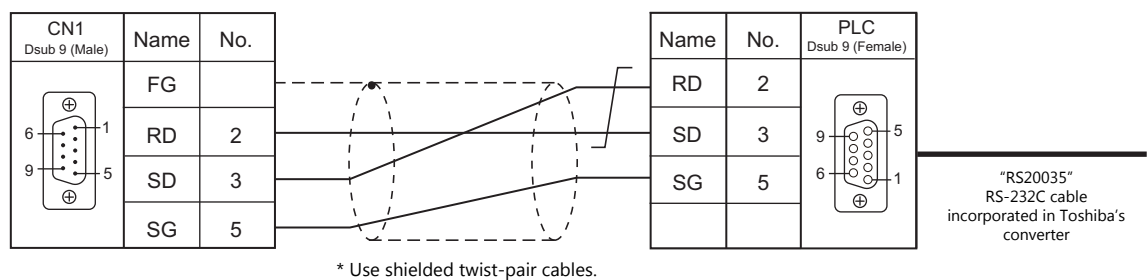 CN1
Dsub 9 (Male)
Name
No.
FG
RD
2
SD
3
SG
5
6
1
9
5
Name
No.
PLC
Dsub 9 (Female)
RD
2
SD
3
SG
5
9
5
6
1
"RS20035"
RS-232C cable
incorporated in Toshiba's
converter
* Use shielded twist-pair cables.